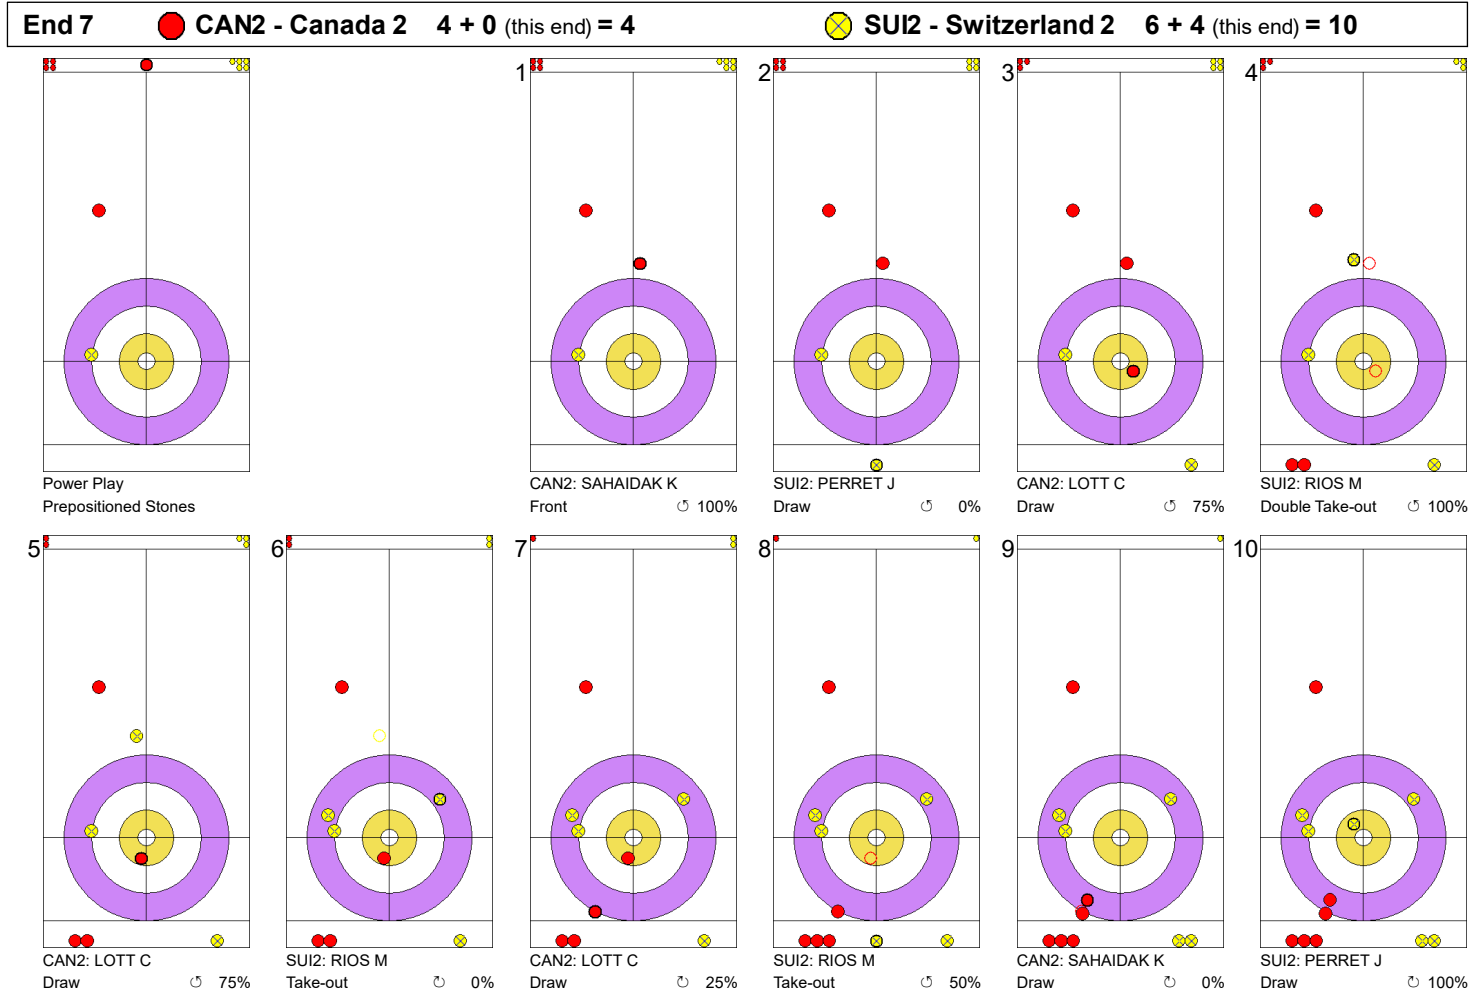 End 7 CAN2 - Canada 2 4 + 0 (this end) = 4 SUI2 - Switzerland 2 6 + 4 (this end) = 10
1 2 3 4
Power Play
Prepositioned Stones
CAN2: SAHAIDAK K
Front ↺ 100%
SUI2: PERRET J
Draw ↺ 0%
CAN2: LOTT C
Draw ↺ 75%
SUI2: RIOS M
Double Take-out ↺ 100%
5 6 7 8 9 10
CAN2: LOTT C
Draw ↺ 75%
SUI2: RIOS M
Take-out ↺ 0%
CAN2: LOTT C
Draw ↺ 25%
SUI2: RIOS M
Take-out ↺ 50%
CAN2: SAHAIDAK K
Draw ↺ 0%
SUI2: PERRET J
Draw ↺ 100%